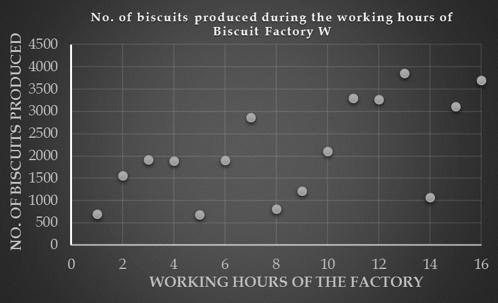 No. of biscuits produced during the working hours of
Biscuit Factory W
NO. OF BISCUITS PRODUCED
4500
4000
3500
3000
2500
2000
1500
1000
500
0
0 2 4 6 8 10 12 14 16
WORKING HOURS OF THE FACTORY